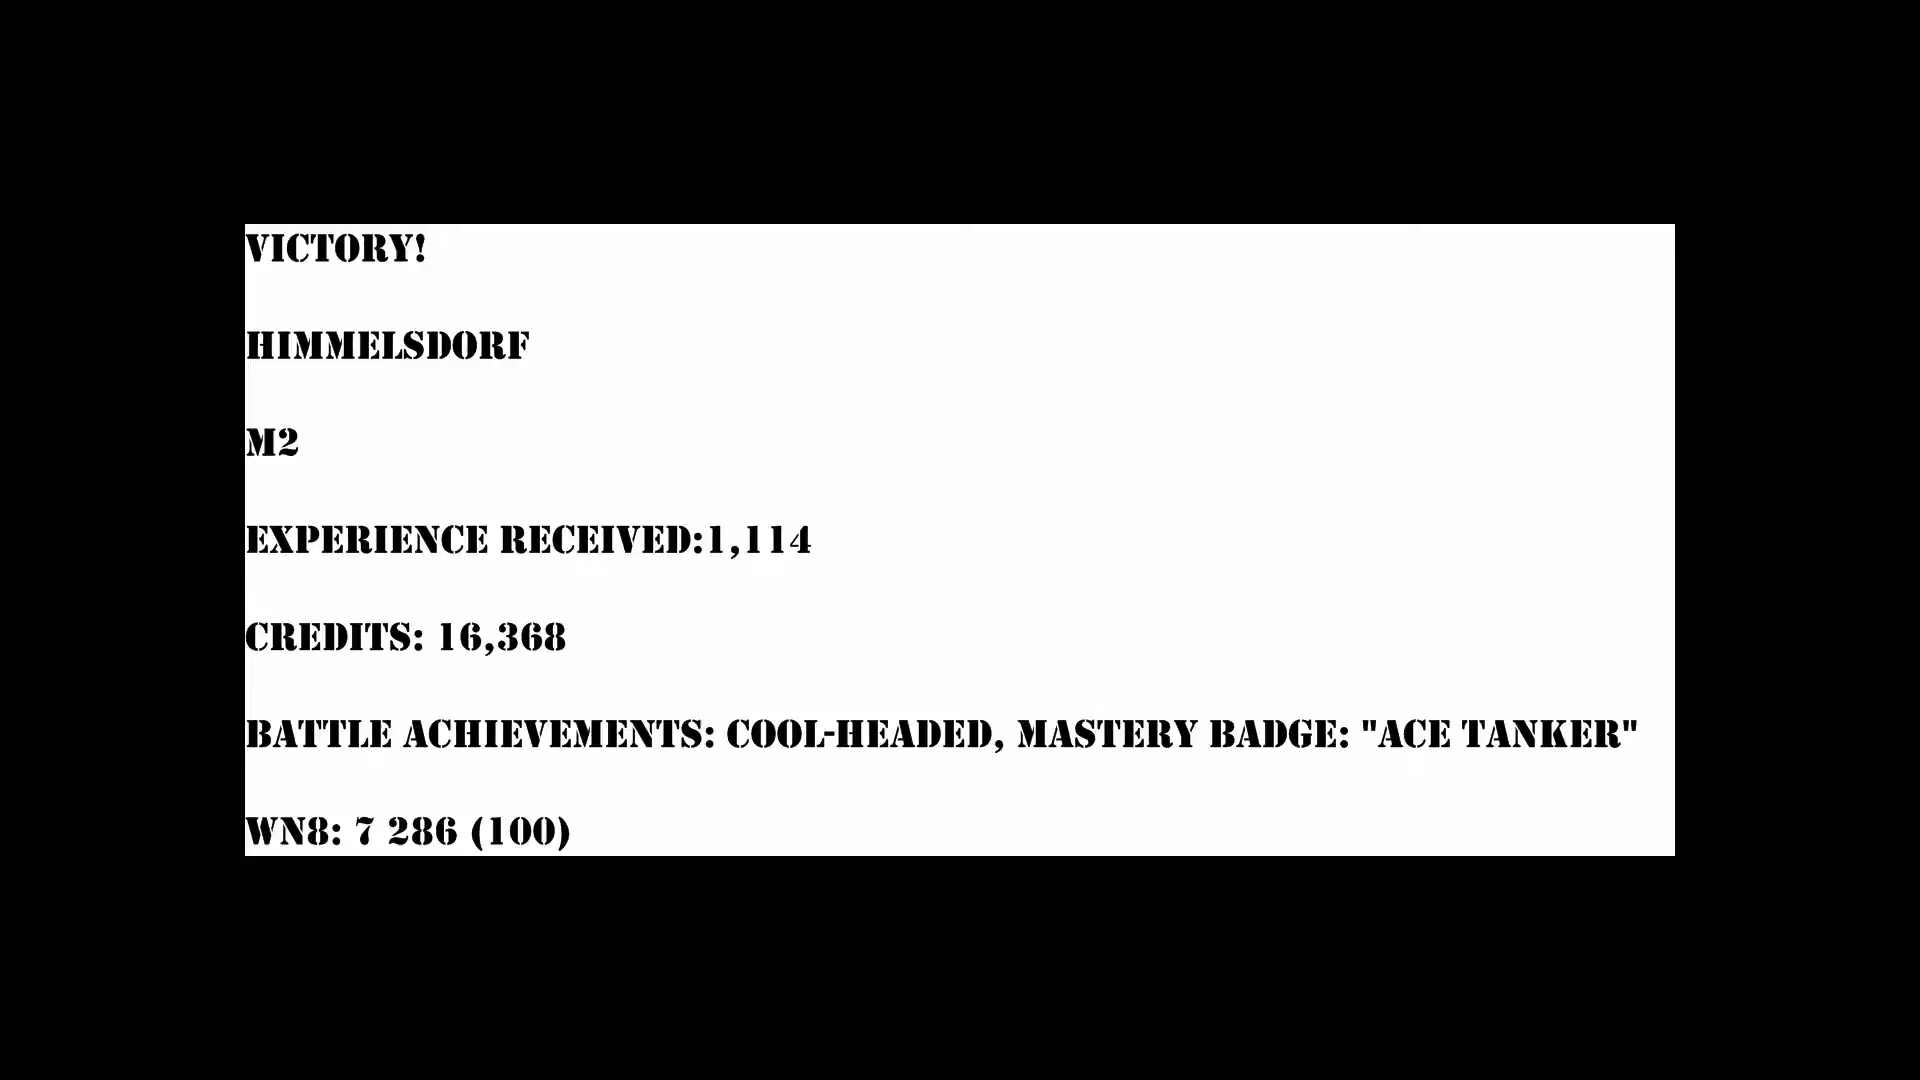 VICTORY!
HIMMELSDORF
M2
EXPERIENCE RECEIVED:1,114
CREDITS: 16,368
BATTLE ACHIEVEMENTS: COOL-HEADED, MASTERY BADGE: "ACE TANKER"
WN8: 7 286 (100)